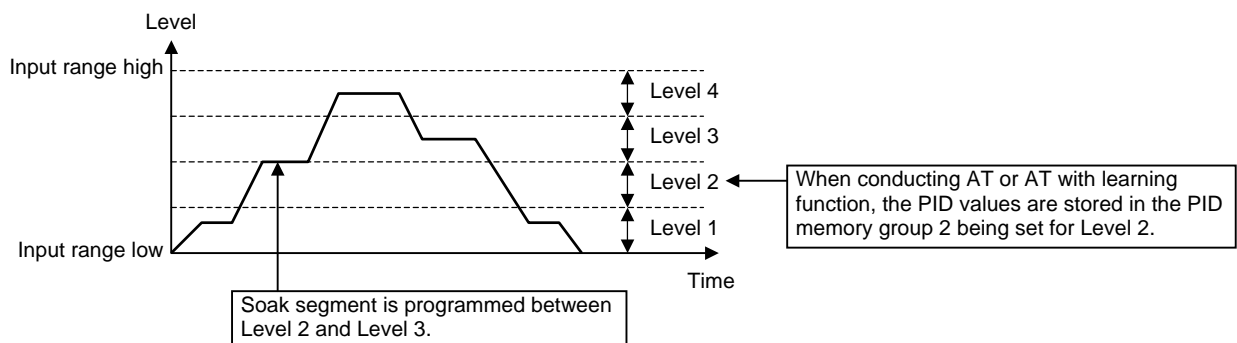 Level
Input range high
Level 4
Level 3
Level 2
When conducting AT or AT with learning
function, the PID values are stored in the PID
memory group 2 being set for Level 2.
Level 1
Input range low
Time
Soak segment is programmed between
Level 2 and Level 3.